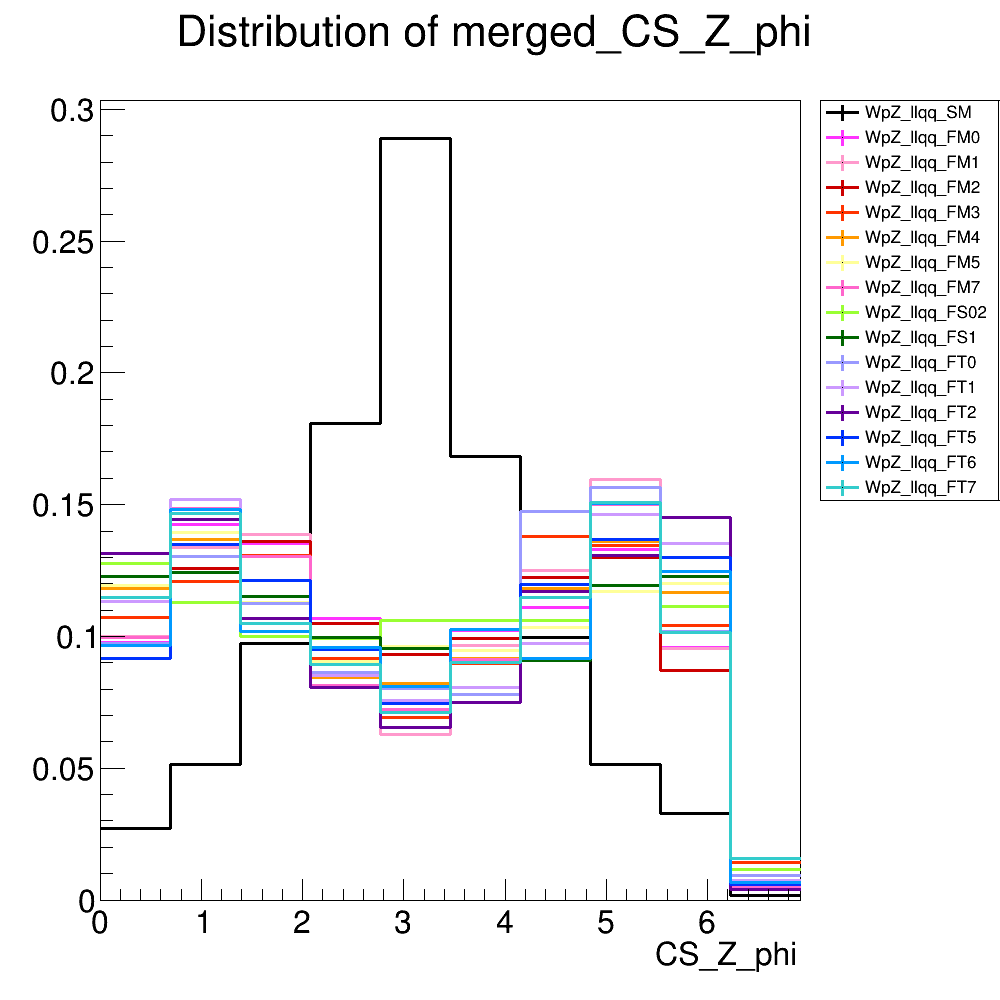 Distribution of merged_CS_Z_phi
0.3
0.25
0.2
0.15
0.1
0.05
0
0 1 2 3 4 5 6
CS_Z_phi
WpZ_llqq_SM
WpZ_llqq_FM0
WpZ_llqq_FM1
WpZ_llqq_FM2
WpZ_llqq_FM3
WpZ_llqq_FM4
WpZ_llqq_FM5
WpZ_llqq_FM7
WpZ_llqq_FS02
WpZ_llqq_FS1
WpZ_llqq_FT0
WpZ_llqq_FT1
WpZ_llqq_FT2
WpZ_llqq_FT5
WpZ_llqq_FT6
WpZ_llqq_FT7